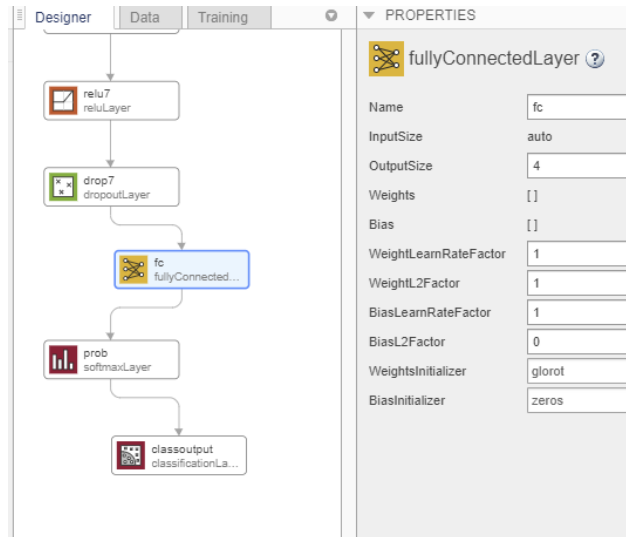 Designer
Data
Training
relu7
reluLayer
drop7
dropoutLayer
fc
fullyConnected...
prob
softmaxLayer
classoutput
classificationLa...
PROPERTIES
fullyConnectedLayer ?
Name fc
InputSize auto
OutputSize 4
Weights [ ]
Bias [ ]
WeightLearnRateFactor 1
WeightL2Factor 1
BiasLearnRateFactor 1
BiasL2Factor 0
WeightsInitializer glorot
BiasInitializer zeros